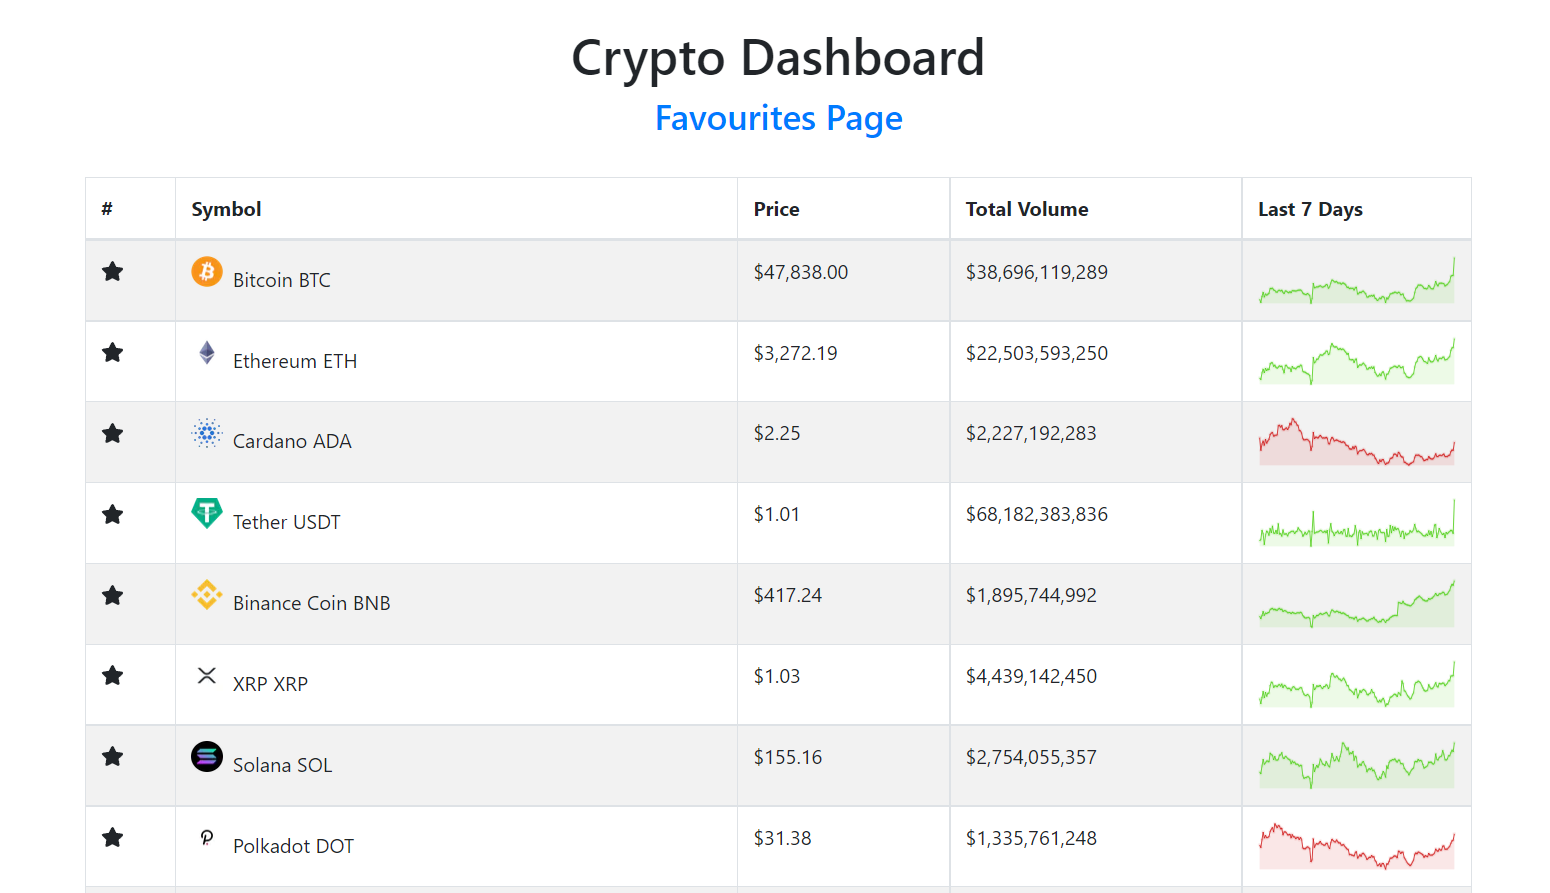 Crypto Dashboard
Favourites Page
# Symbol Price Total Volume Last 7 Days
Bitcoin BTC $47,838.00 $38,696,119,289
Ethereum ETH $3,272.19 $22,503,593,250
Cardano ADA $2.25 $2,227,192,283
Tether USDT $1.01 $68,182,383,836
Binance Coin BNB $417.24 $1,895,744,992
XRP XRP $1.03 $4,439,142,450
Solana SOL $155.16 $2,754,055,357
Polkadot DOT $31.38 $1,335,761,248